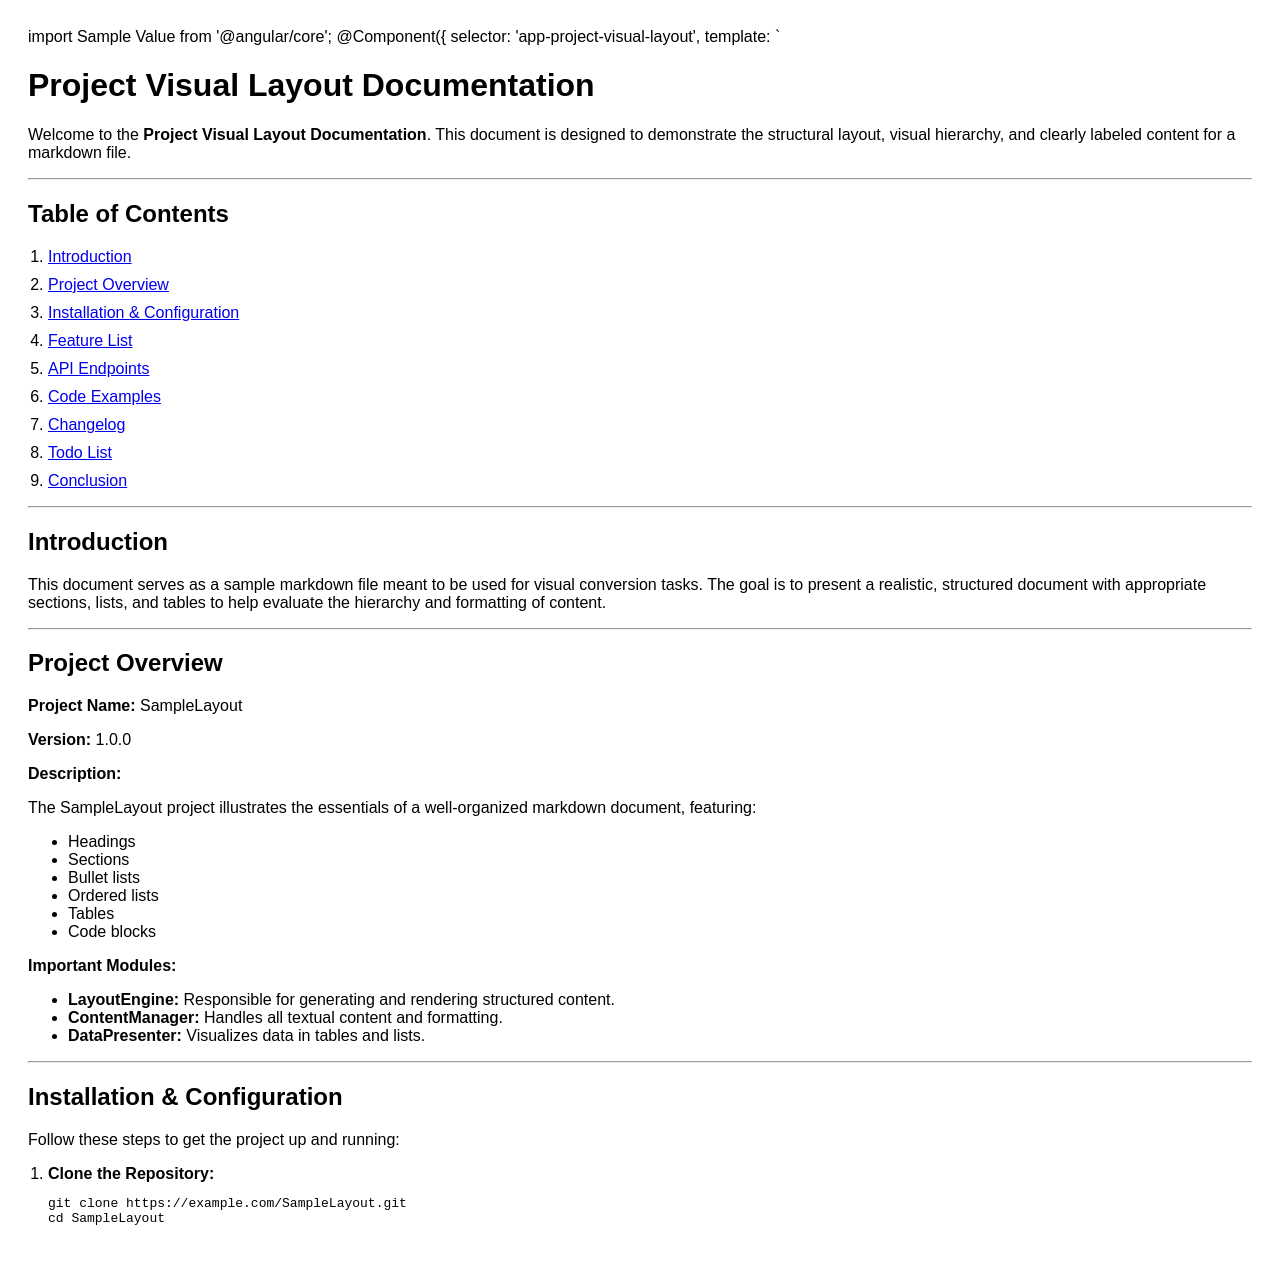 import Sample Value from '@angular/core'; @Component({ selector: 'app-project-visual-layout', template: `
Project Visual Layout Documentation
Welcome to the Project Visual Layout Documentation. This document is designed to demonstrate the structural layout, visual hierarchy, and clearly labeled content for a
markdown file.
Table of Contents
1. Introduction
2. Project Overview
3. Installation & Configuration
4. Feature List
5. API Endpoints
6. Code Examples
7. Changelog
8. Todo List
9. Conclusion
Introduction
This document serves as a sample markdown file meant to be used for visual conversion tasks. The goal is to present a realistic, structured document with appropriate
sections, lists, and tables to help evaluate the hierarchy and formatting of content.
Project Overview
Project Name: SampleLayout
Version: 1.0.0
Description:
The SampleLayout project illustrates the essentials of a well-organized markdown document, featuring:
• Headings
• Sections
• Bullet lists
• Ordered lists
• Tables
• Code blocks
Important Modules:
• LayoutEngine: Responsible for generating and rendering structured content.
• ContentManager: Handles all textual content and formatting.
• DataPresenter: Visualizes data in tables and lists.
Installation & Configuration
Follow these steps to get the project up and running:
1. Clone the Repository:
git clone https://example.com/SampleLayout.git
cd SampleLayout